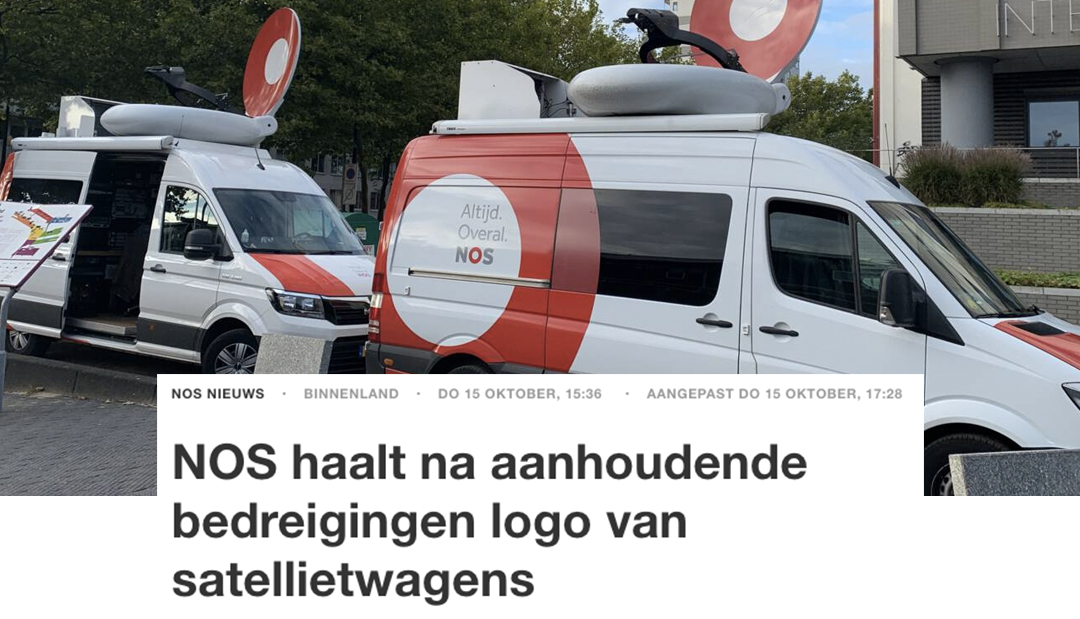 NIE
Altijd.
Overal.
NOS
NOS NIEUWS · BINNENLAND · DO 15 OKTOBER, 15:36 · AANGEPAST DO 15 OKTOBER, 17:28
NOS haalt na aanhoudende
bedreigingen logo van
satellietwagens